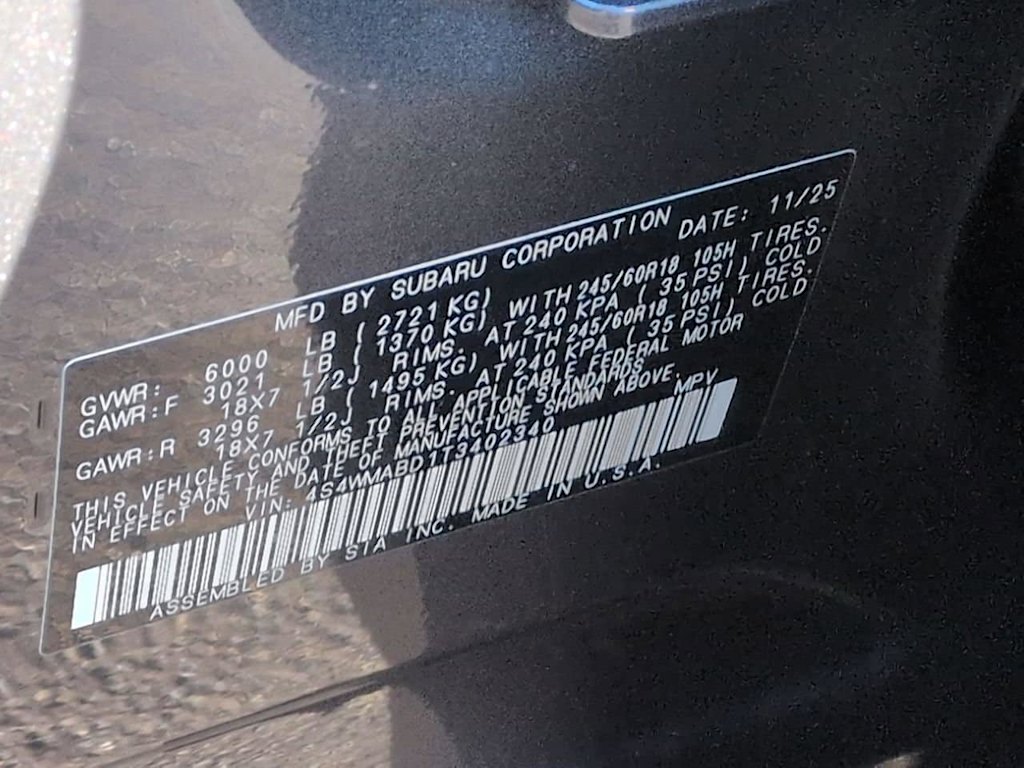 MFD BY SUBARU CORPORATION DATE: 11/25
GVWR: 6000 LB ( 2721 KG)
GAWR:F 3021 LB ( 1370 KG) WITH 245/60R18 105H TIRES.
18X7 1/2J RIMS. AT 240 KPA ( 35 PSI) COLD
GAWR:R 3296 LB ( 1495 KG) WITH 245/60R18 105H TIRES.
18X7 1/2J RIMS. AT 240 KPA ( 35 PSI) COLD
THIS VEHICLE CONFORMS TO ALL APPLICABLE FEDERAL MOTOR
VEHICLE SAFETY AND THEFT PREVENTION STANDARDS
IN EFFECT ON THE DATE OF MANUFACTURE SHOWN ABOVE.
VIN: 4S4WMABD1T3402340 MPV
ASSEMBLED BY SIA INC. MADE IN U.S.A.